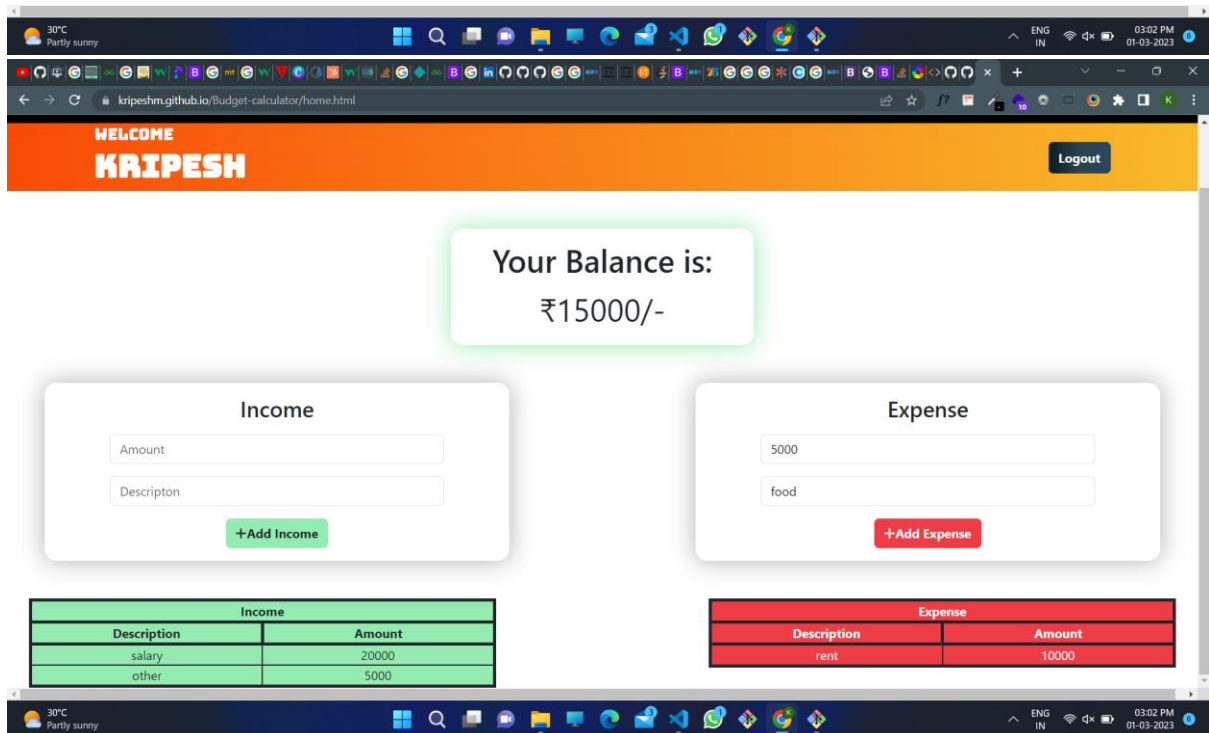 30°C
Partly sunny
ENG
IN
03:02 PM
01-03-2023
6
kripeshm.github.io/Budget-calculator/home.html
WELCOME
KRIPESH
Logout
Your Balance is:
₹15000/-
Income
Amount
Descripton
+Add Income
Expense
5000
food
+Add Expense
Income
Description Amount
salary 20000
other 5000
Expense
Description Amount
rent 10000
30°C
Partly sunny
ENG
IN
03:02 PM
01-03-2023
6